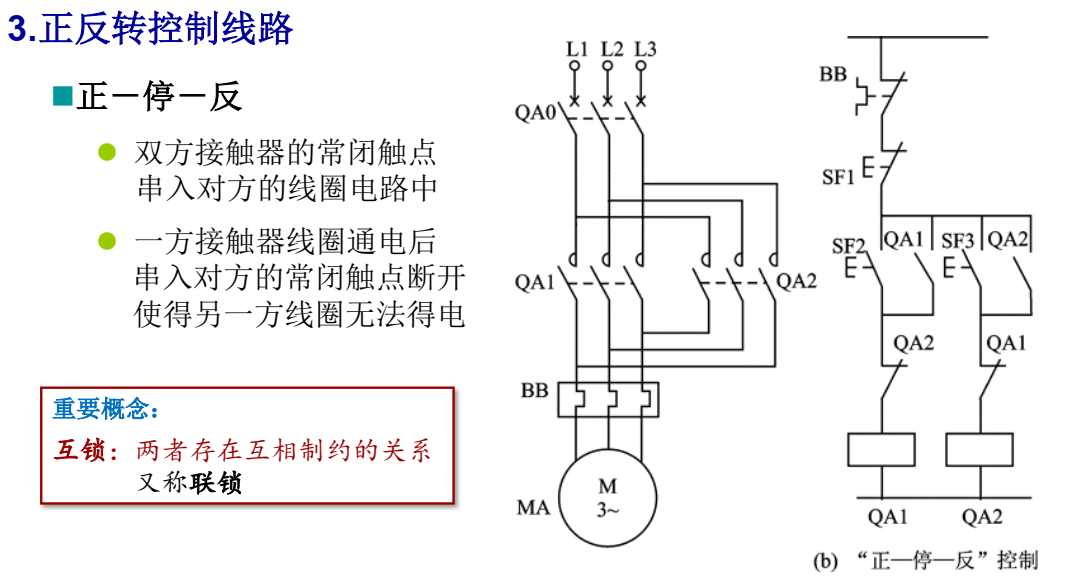 3.正反转控制线路
正－停－反
双方接触器的常闭触点
串入对方的线圈电路中
一方接触器线圈通电后
串入对方的常闭触点断开
使得另一方线圈无法得电
重要概念：
互锁：两者存在互相制约的关系
又称联锁
L1 L2 L3
QA0
QA1
QA2
BB
M
3~
MA
BB
SF1
SF2 QA1 SF3 QA2
QA2 QA1
QA1 QA2
(b) “正—停—反”控制